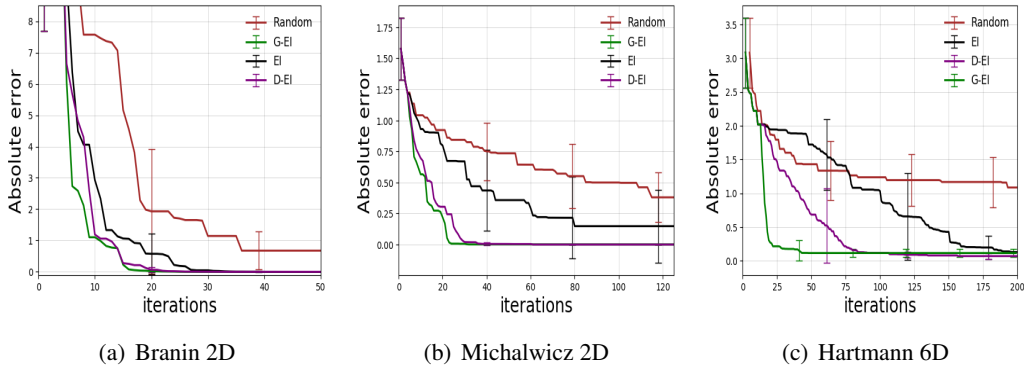 Random
G-EI
EI
D-EI
Absolute error
8
7
6
5
4
3
2
1
0
0 10 20 30 40 50
iterations
(a) Branin 2D
Random
G-EI
EI
D-EI
Absolute error
1.75
1.50
1.25
1.00
0.75
0.50
0.25
0.00
0 20 40 60 80 100 120
iterations
(b) Michalwicz 2D
Random
EI
D-EI
G-EI
Absolute error
3.5
3.0
2.5
2.0
1.5
1.0
0.5
0.0
0 25 50 75 100 125 150 175 200
iterations
(c) Hartmann 6D